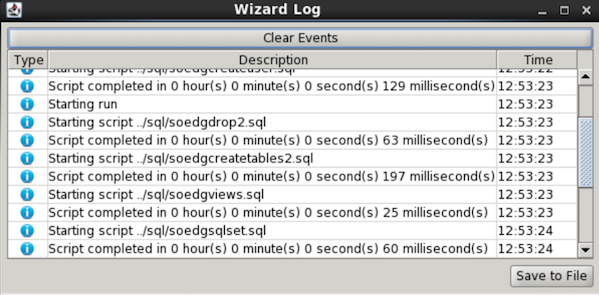 Wizard Log
Clear Events
Type Description Time
Starting script ../sql/soedgcreateuser.sql 12:53:22
Script completed in 0 hour(s) 0 minute(s) 0 second(s) 129 millisecond(s) 12:53:23
Starting run 12:53:23
Starting script ../sql/soedgdrop2.sql 12:53:23
Script completed in 0 hour(s) 0 minute(s) 0 second(s) 63 millisecond(s) 12:53:23
Starting script ../sql/soedgcreatetables2.sql 12:53:23
Script completed in 0 hour(s) 0 minute(s) 0 second(s) 197 millisecond(s) 12:53:23
Starting script ../sql/soedgviews.sql 12:53:23
Script completed in 0 hour(s) 0 minute(s) 0 second(s) 25 millisecond(s) 12:53:23
Starting script ../sql/soedgsqlset.sql 12:53:24
Script completed in 0 hour(s) 0 minute(s) 0 second(s) 60 millisecond(s) 12:53:24
Save to File